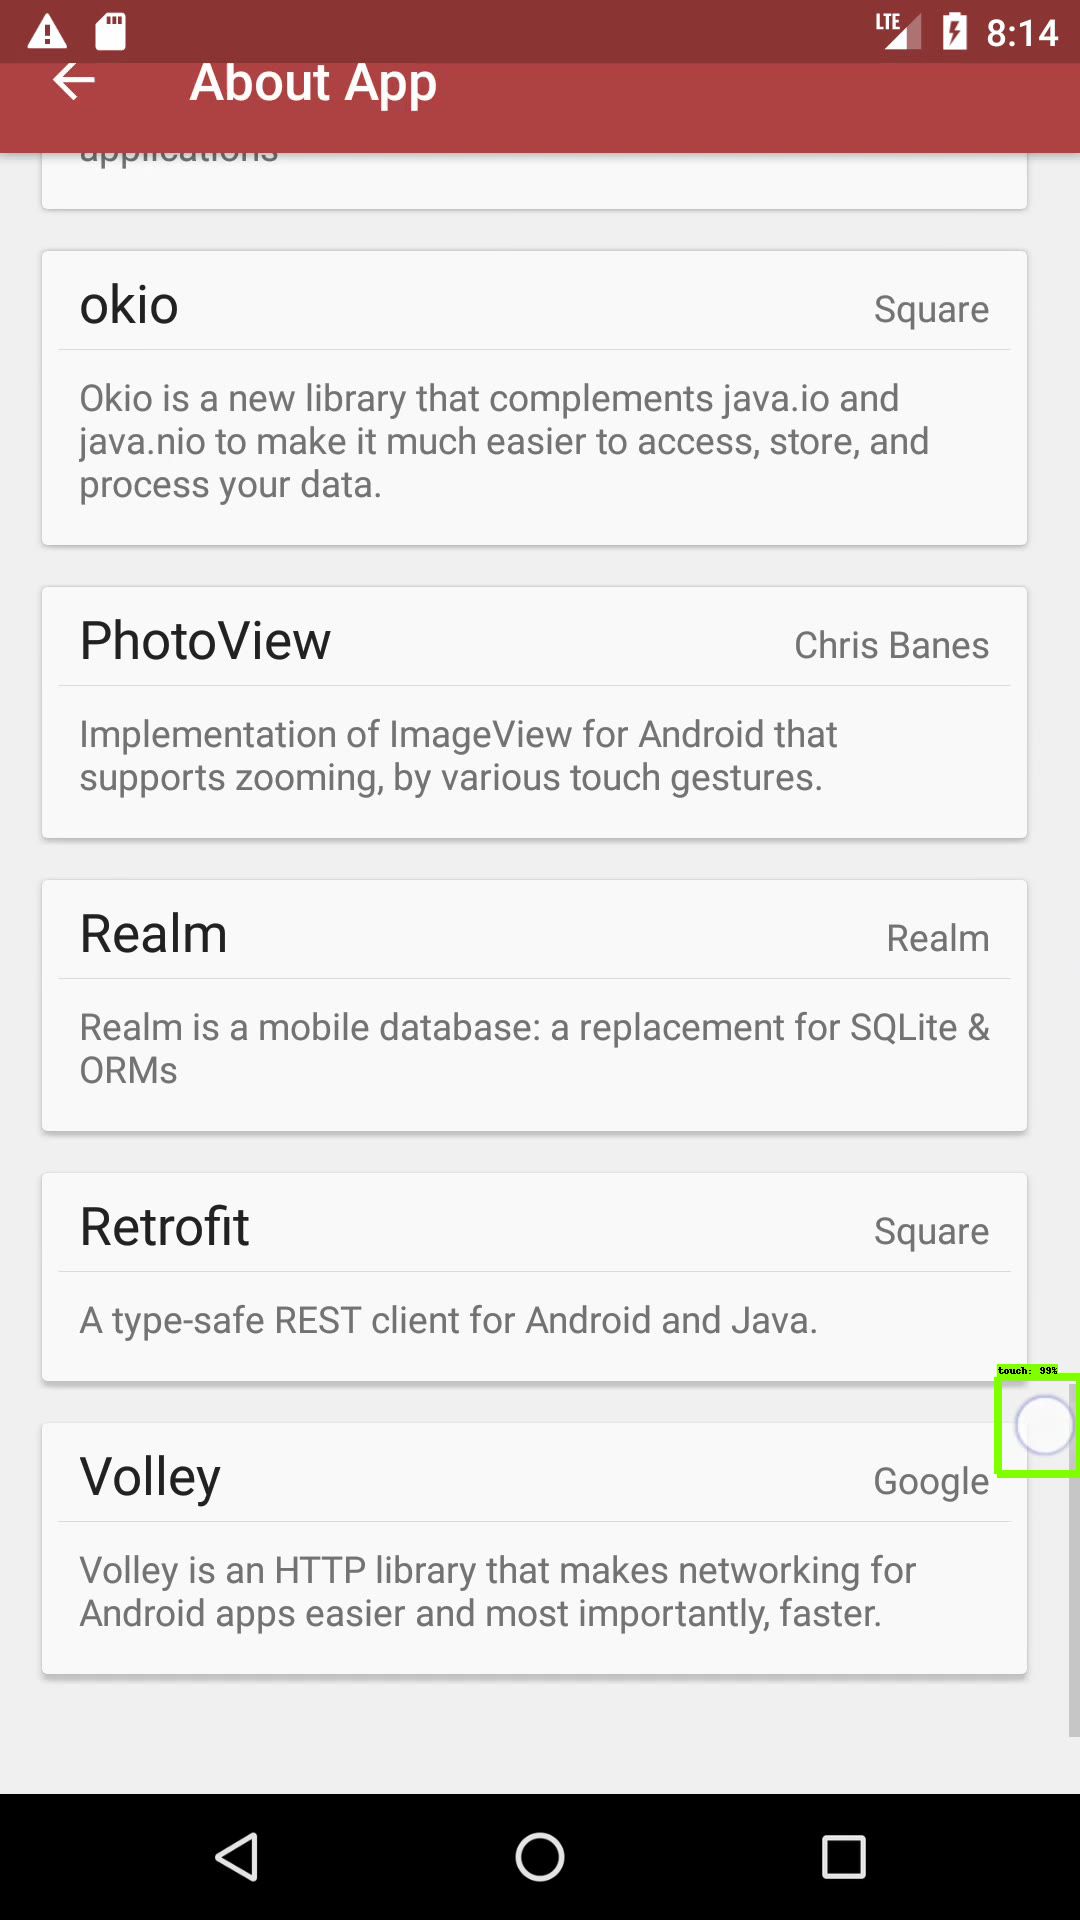 LTE 8:14
About App
applications
okio
Square
Okio is a new library that complements java.io and
java.nio to make it much easier to access, store, and
process your data.
PhotoView
Chris Banes
Implementation of ImageView for Android that
supports zooming, by various touch gestures.
Realm
Realm
Realm is a mobile database: a replacement for SQLite &
ORMs
Retrofit
Square
A type-safe REST client for Android and Java.
touch: 99%
Volley
Google
Volley is an HTTP library that makes networking for
Android apps easier and most importantly, faster.